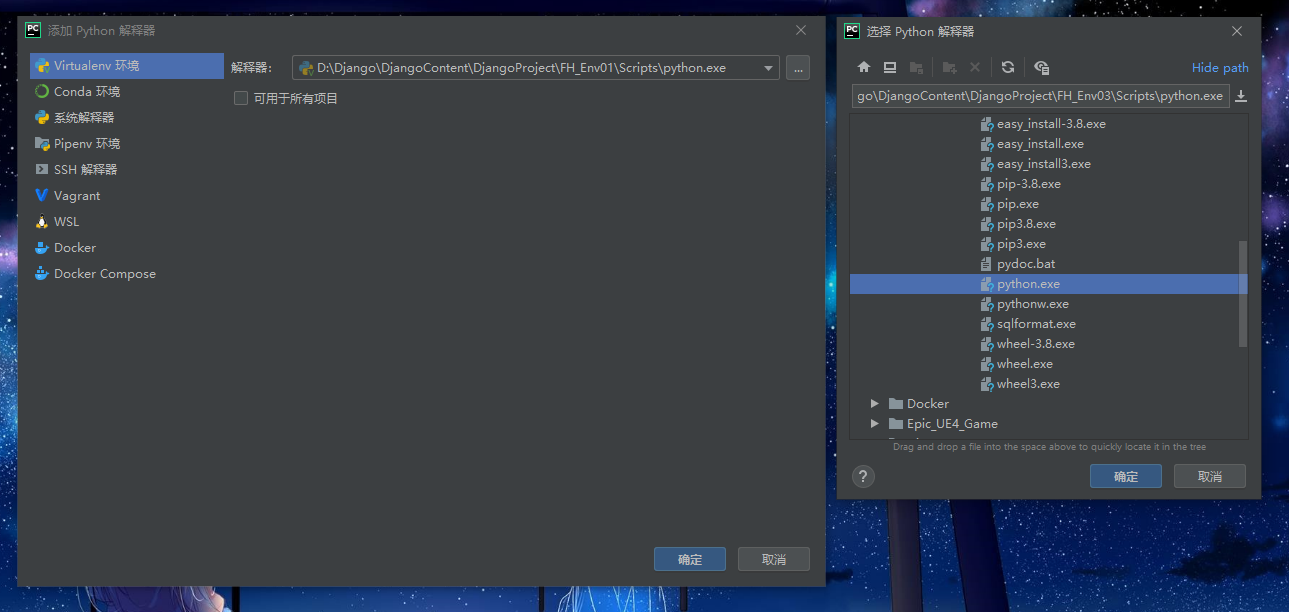 PC 添加 Python 解释器
Virtualenv 环境
Conda 环境
系统解释器
Pipenv 环境
SSH 解释器
Vagrant
WSL
Docker
Docker Compose
解释器:
D:\Django\DjangoContent\DjangoProject\FH_Env01\Scripts\python.exe
...
可用于所有项目
确定
取消
PC 选择 Python 解释器
Hide path
go\DjangoContent\DjangoProject\FH_Env03\Scripts\python.exe
easy_install-3.8.exe
easy_install.exe
easy_install3.exe
pip-3.8.exe
pip.exe
pip3.8.exe
pip3.exe
pydoc.bat
python.exe
pythonw.exe
sqlformat.exe
wheel-3.8.exe
wheel.exe
wheel3.exe
Docker
Epic_UE4_Game
Drag and drop a file into the space above to quickly locate it in the tree
?
确定
取消